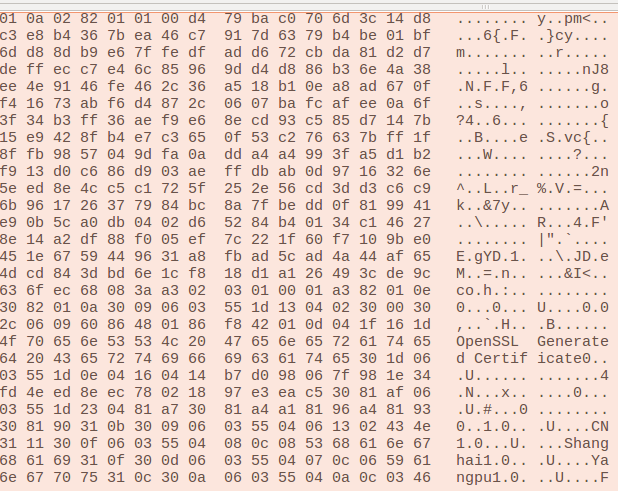 01 0a 02 82 01 01 00 d4 79 ba c0 70 6d 3c 14 d8 ........ y..pm<..
c3 e8 b4 36 7b ea 46 c7 91 7d 63 79 b4 be 01 bf ...6{.F. .}cy....
6d d8 8d b9 e6 7f fe df ad d6 72 cb da 81 d2 d7 m....... ..r.....
de ff ec c7 e4 6c 85 96 9d d4 d8 86 b3 6e 4a 38 .....l.. .....nJ8
ee 4e 91 46 fe 46 2c 36 a5 18 b1 0e a8 ad 67 0f .N.F.F,6 ......g.
f4 16 73 ab f6 d4 87 2c 06 07 ba fc af ee 0a 6f ..s...., .......o
3f 34 b3 ff 36 ae f9 e6 8e cd 93 c5 85 d7 14 7b ?4..6... .......{
15 e9 42 8f b4 e7 c3 65 0f 53 c2 76 63 7b ff 1f ..B....e .S.vc{..
8f fb 98 57 04 9d fa 0a dd a4 a4 99 3f a5 d1 b2 ...W.... ....?...
f9 13 d0 c6 86 d9 03 ae ff db ab 0d 97 16 32 6e ........ ......2n
5e ed 8e 4c c5 c1 72 5f 25 2e 56 cd 3d d3 c6 c9 ^..L..r_ %.V.=...
6b 96 17 26 37 79 84 bc 8a 7f be dd 0f 81 99 41 k..&7y.. .......A
e9 0b 5c a0 db 04 02 d6 52 84 b4 01 34 c1 46 27 ..\..... R...4.F'
8e 14 a2 df 88 f0 05 ef 7c 22 1f 60 f7 10 9b e0 ........ |".`....
45 1e 67 59 44 96 31 a8 fb ad 5c ad 4a 44 af 65 E.gYD.1. ..\.JD.e
4d cd 84 3d bd 6e 1c f8 18 d1 a1 26 49 3c de 9c M..=.n.. ...&I<..
63 6f ec 68 08 3a a3 02 03 01 00 01 a3 82 01 0e co.h.:.. ........
30 82 01 0a 30 09 06 03 55 1d 13 04 02 30 00 30 0...0... U....0.0
2c 06 09 60 86 48 01 86 f8 42 01 0d 04 1f 16 1d ,..`.H.. .B......
4f 70 65 6e 53 53 4c 20 47 65 6e 65 72 61 74 65 OpenSSL Generate
64 20 43 65 72 74 69 66 69 63 61 74 65 30 1d 06 d Certif icate0..
03 55 1d 0e 04 16 04 14 b7 d0 98 06 7f 98 1e 34 .U...... .......4
fd 4e ed 8e ec 78 02 18 97 e3 ea c5 30 81 af 06 .N...x.. ....0...
03 55 1d 23 04 81 a7 30 81 a4 a1 81 96 a4 81 93 .U.#...0 ........
30 81 90 31 0b 30 09 06 03 55 04 06 13 02 43 4e 0..1.0.. .U....CN
31 11 30 0f 06 03 55 04 08 0c 08 53 68 61 6e 67 1.0...U. ...Shang
68 61 69 31 0f 30 0d 06 03 55 04 07 0c 06 59 61 hai1.0.. .U....Ya
6e 67 70 75 31 0c 30 0a 06 03 55 04 0a 0c 03 46 ngpu1.0. ..U....F